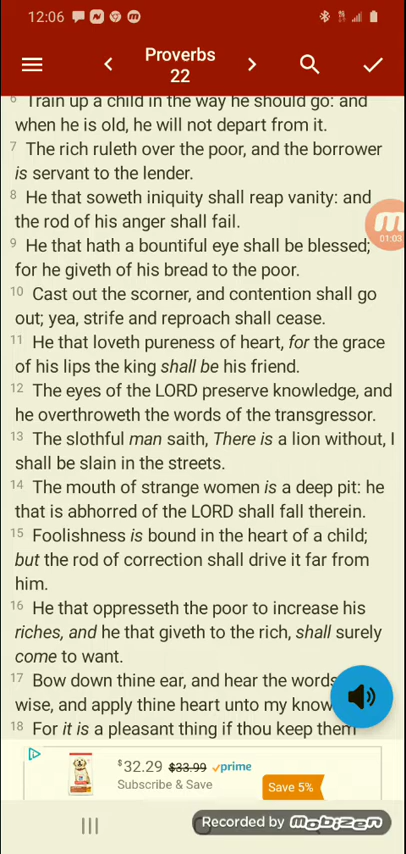 12:06
Proverbs
22
01:03
6 Train up a child in the way he should go: and
when he is old, he will not depart from it.
7 The rich ruleth over the poor, and the borrower
is servant to the lender.
8 He that soweth iniquity shall reap vanity: and
the rod of his anger shall fail.
9 He that hath a bountiful eye shall be blessed;
for he giveth of his bread to the poor.
10 Cast out the scorner, and contention shall go
out; yea, strife and reproach shall cease.
11 He that loveth pureness of heart, for the grace
of his lips the king shall be his friend.
12 The eyes of the LORD preserve knowledge, and
he overthroweth the words of the transgressor.
13 The slothful man saith, There is a lion without, I
shall be slain in the streets.
14 The mouth of strange women is a deep pit: he
that is abhorred of the LORD shall fall therein.
15 Foolishness is bound in the heart of a child;
but the rod of correction shall drive it far from
him.
16 He that oppresseth the poor to increase his
riches, and he that giveth to the rich, shall surely
come to want.
17 Bow down thine ear, and hear the words
wise, and apply thine heart unto my know
18 For it is a pleasant thing if thou keep them
$32.29 $33.99 prime
Subscribe & Save
Save 5%
Recorded by mobizen